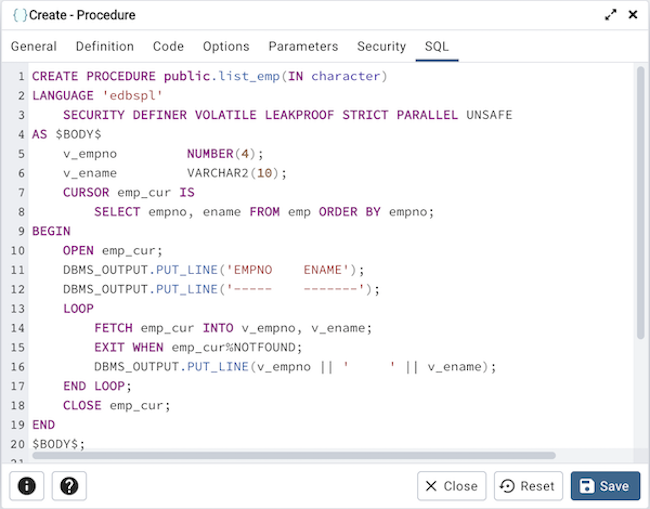 {}Create - Procedure
General Definition Code Options Parameters Security SQL
1 CREATE PROCEDURE public.list_emp(IN character)
2 LANGUAGE 'edbspl'
3     SECURITY DEFINER VOLATILE LEAKPROOF STRICT PARALLEL UNSAFE
4 AS $BODY$
5     v_empno         NUMBER(4);
6     v_ename         VARCHAR2(10);
7     CURSOR emp_cur IS
8         SELECT empno, ename FROM emp ORDER BY empno;
9 BEGIN
10     OPEN emp_cur;
11     DBMS_OUTPUT.PUT_LINE('EMPNO    ENAME');
12     DBMS_OUTPUT.PUT_LINE('-----    -------');
13     LOOP
14         FETCH emp_cur INTO v_empno, v_ename;
15         EXIT WHEN emp_cur%NOTFOUND;
16         DBMS_OUTPUT.PUT_LINE(v_empno || '     ' || v_ename);
17     END LOOP;
18     CLOSE emp_cur;
19 END
20 $BODY$;
21
Close Reset Save